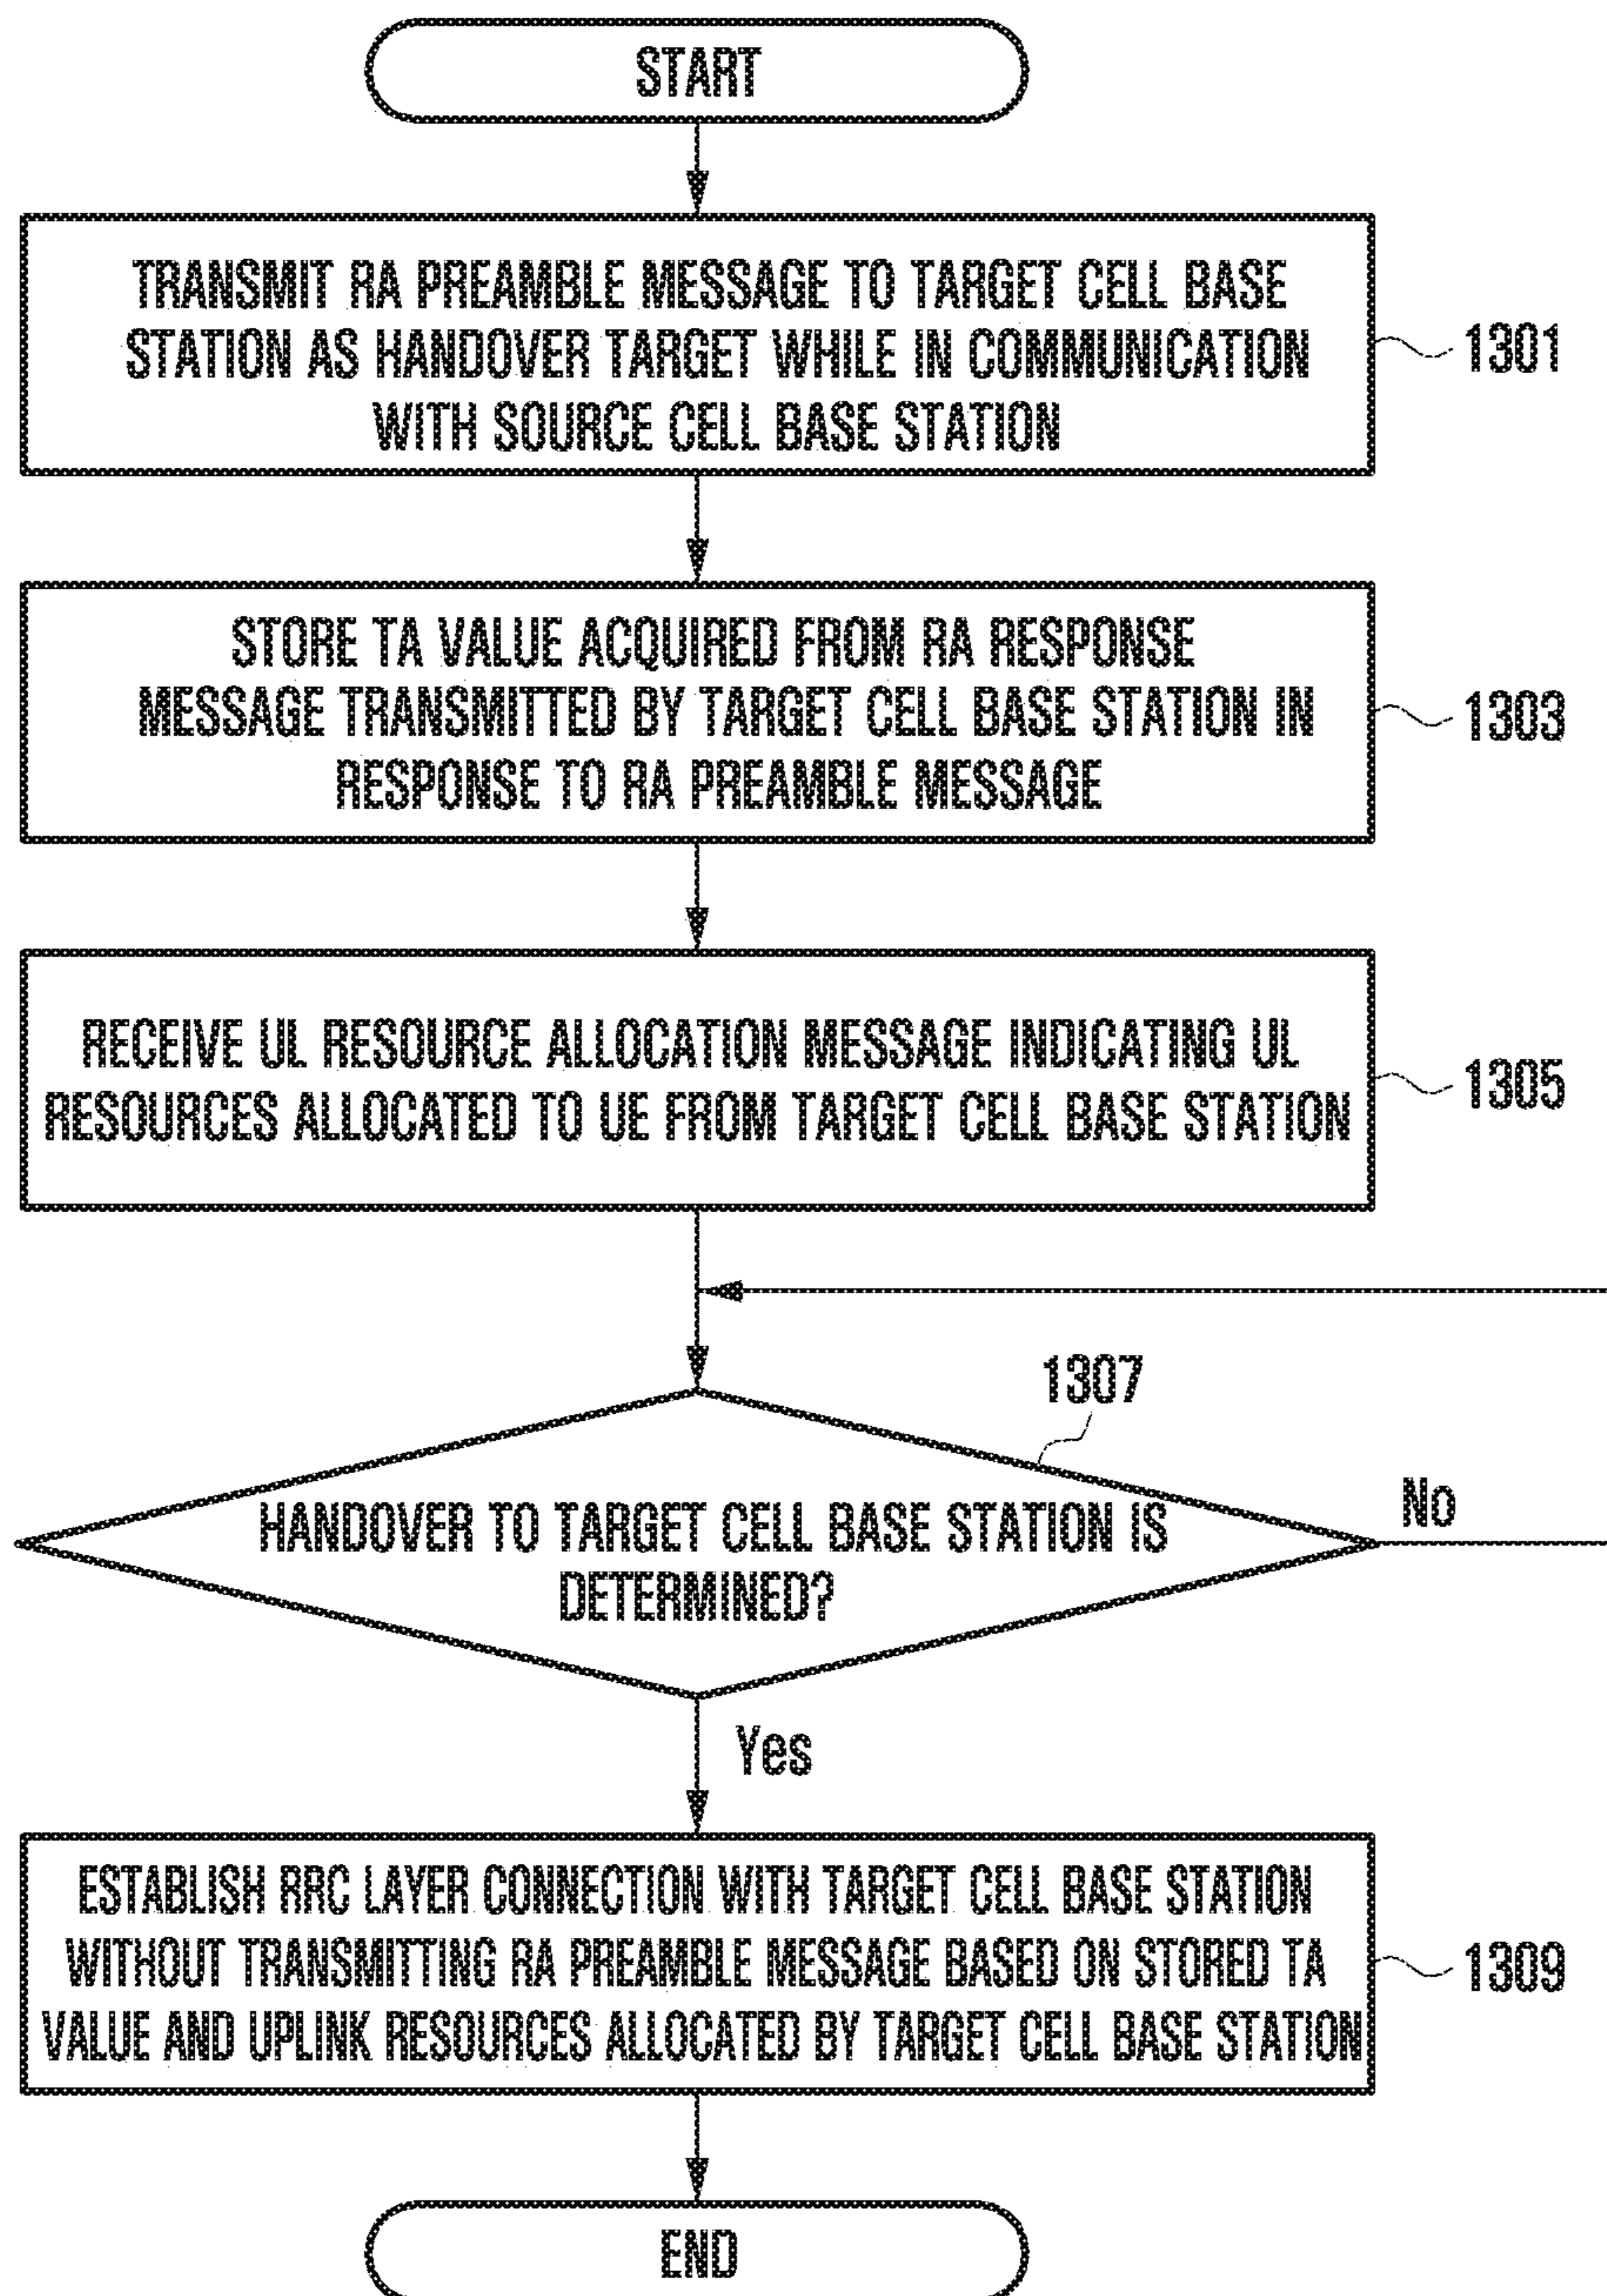 START
TRANSMIT RA PREAMBLE MESSAGE TO TARGET CELL BASE
STATION AS HANDOVER TARGET WHILE IN COMMUNICATION
WITH SOURCE CELL BASE STATION
1301
STORE TA VALUE ACQUIRED FROM RA RESPONSE
MESSAGE TRANSMITTED BY TARGET CELL BASE STATION IN
RESPONSE TO RA PREAMBLE MESSAGE
1303
RECEIVE UL RESOURCE ALLOCATION MESSAGE INDICATING UL
RESOURCES ALLOCATED TO UE FROM TARGET CELL BASE STATION
1305
1307
HANDOVER TO TARGET CELL BASE STATION IS
DETERMINED?
No
Yes
ESTABLISH RRC LAYER CONNECTION WITH TARGET CELL BASE STATION
WITHOUT TRANSMITTING RA PREAMBLE MESSAGE BASED ON STORED TA
VALUE AND UPLINK RESOURCES ALLOCATED BY TARGET CELL BASE STATION
1309
END